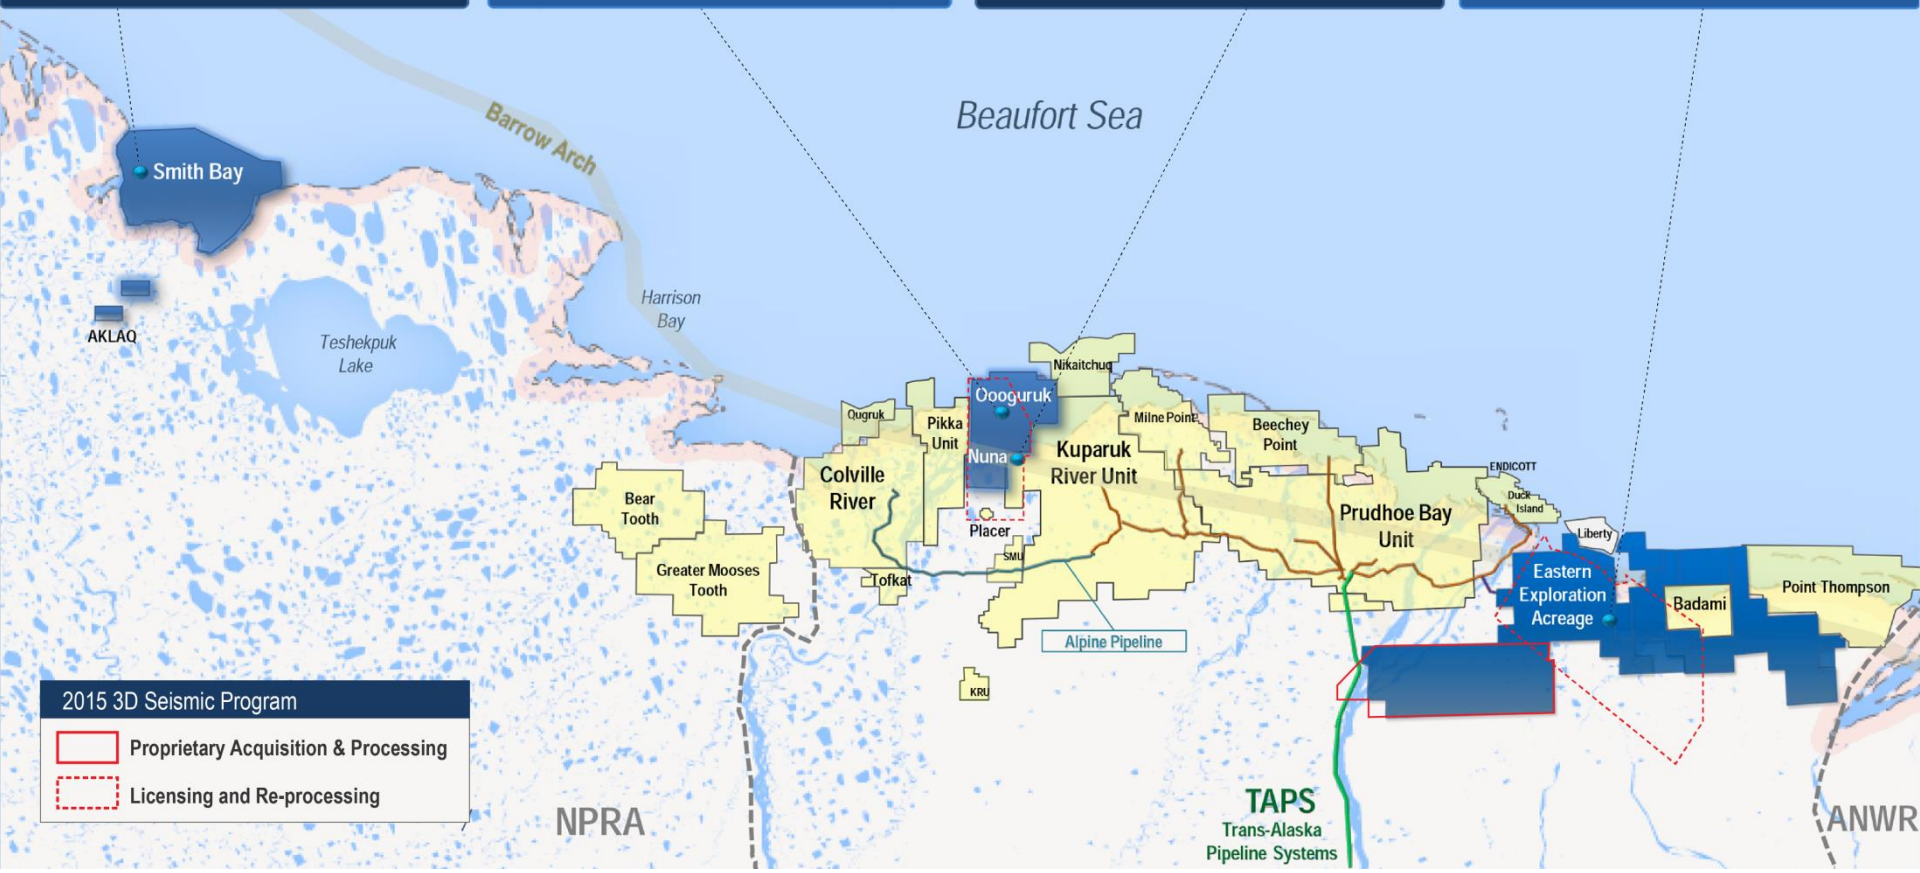 Beaufort Sea
Barrow Arch
Smith Bay
AKLAQ
Teshekpuk
Lake
Harrison
Bay
Nikaitchuq
Oooguruk
Qugruk
Pikka
Unit
Milne Point
Beechey
Point
Nuna
Kuparuk
River Unit
Colville
River
ENDICOTT
Duck
Island
Bear
Tooth
Prudhoe Bay
Unit
Placer
Liberty
SMU
Greater Mooses
Tooth
Tofkat
Eastern
Exploration
Acreage
Badami
Point Thompson
Alpine Pipeline
KRU
2015 3D Seismic Program
Proprietary Acquisition & Processing
Licensing and Re-processing
NPRA
TAPS
Trans-Alaska
Pipeline Systems
ANWR